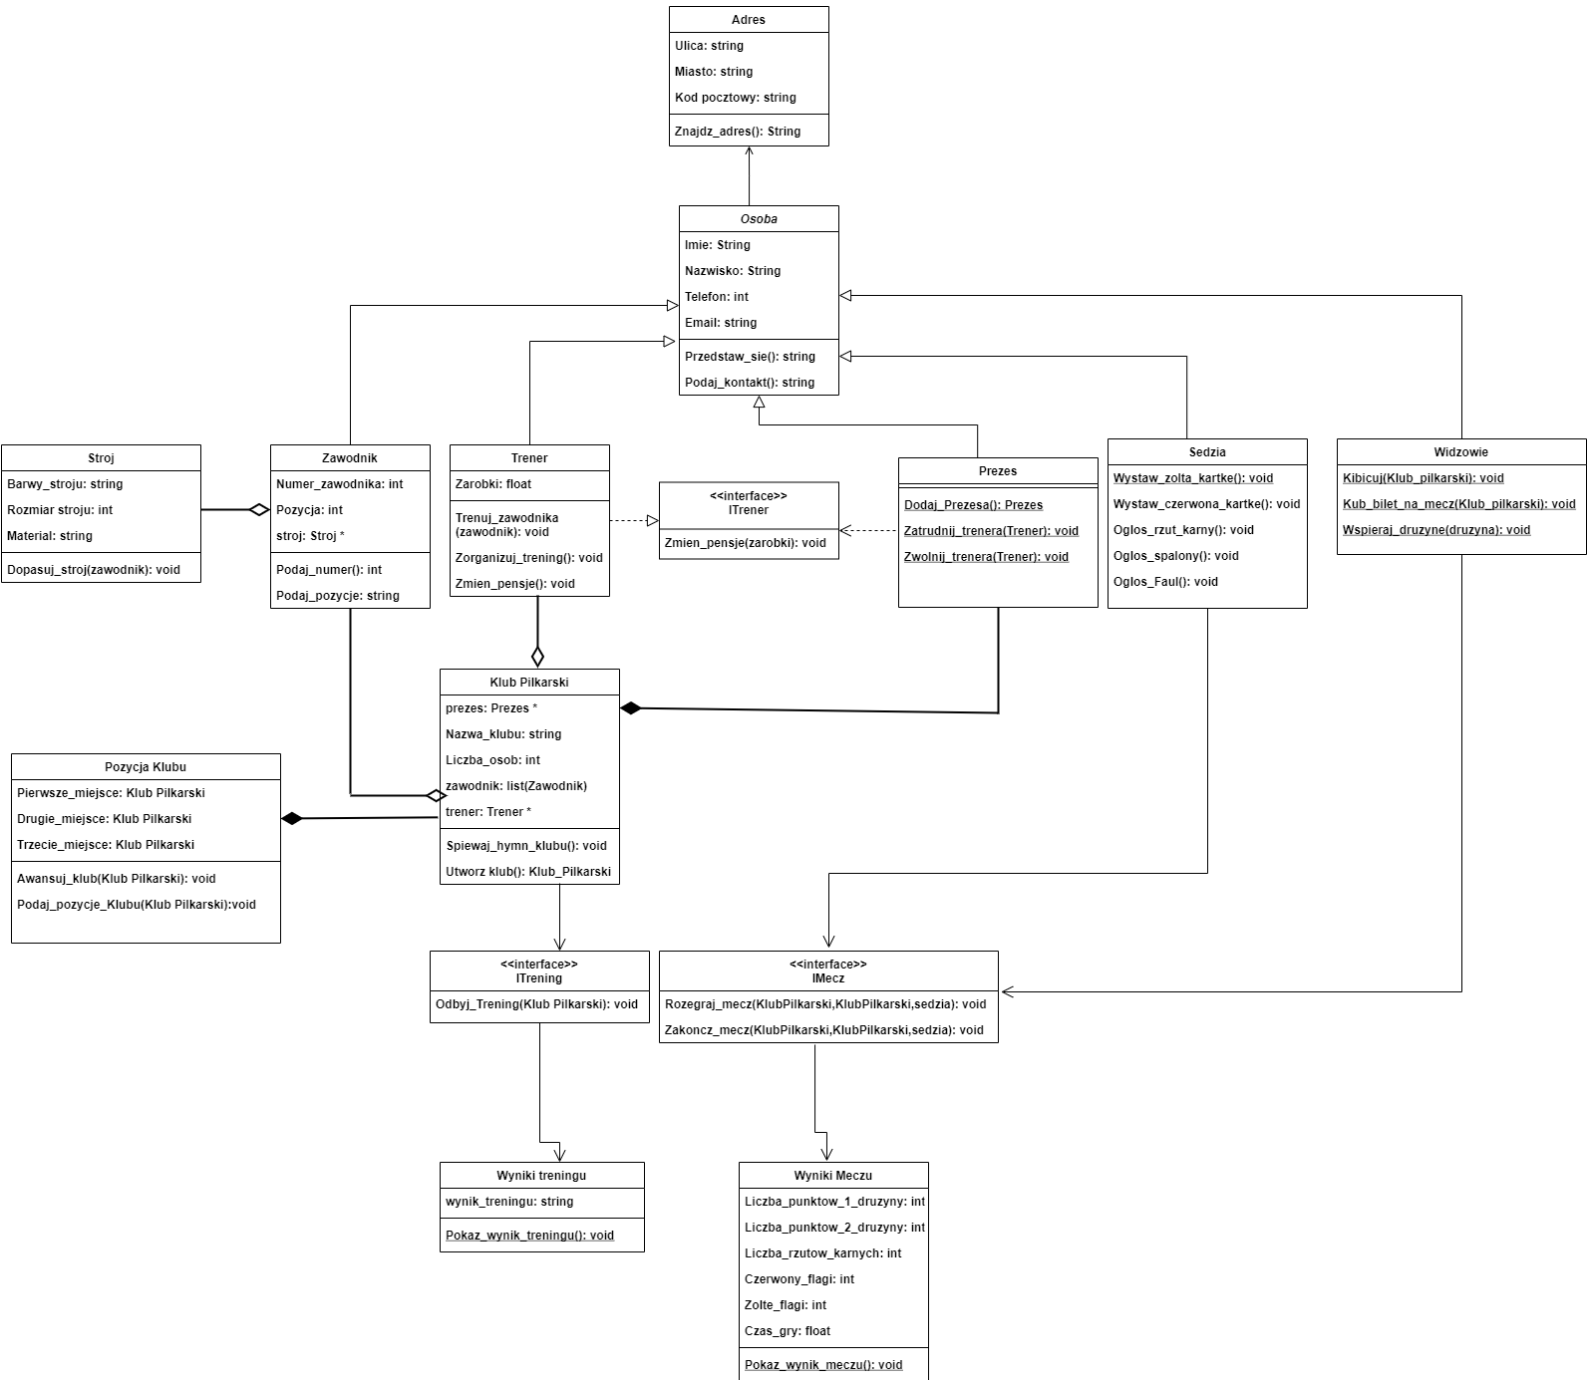 Adres
Ulica: string
Miasto: string
Kod pocztowy: string
Znajdz_adres(): String
Osoba
Imie: String
Nazwisko: String
Telefon: int
Email: string
Przedstaw_sie(): string
Podaj_kontakt(): string
Stroj
Barwy_stroju: string
Rozmiar stroju: int
Material: string
Dopasuj_stroj(zawodnik): void
Zawodnik
Numer_zawodnika: int
Pozycja: int
stroj: Stroj *
Podaj_numer(): int
Podaj_pozycje: string
Trener
Zarobki: float
Trenuj_zawodnika
(zawodnik): void
Zorganizuj_trening(): void
Zmien_pensje(): void
<<interface>>
ITrener
Zmien_pensje(zarobki): void
Prezes
Dodaj_Prezesa(): Prezes
Zatrudnij_trenera(Trener): void
Zwolnij_trenera(Trener): void
Sedzia
Wystaw_zolta_kartke(): void
Wystaw_czerwona_kartke(): void
Oglos_rzut_karny(): void
Oglos_spalony(): void
Oglos_Faul(): void
Widzowie
Kibicuj(Klub_pilkarski): void
Kub_bilet_na_mecz(Klub_pilkarski): void
Wspieraj_druzyne(druzyna): void
Klub Pilkarski
prezes: Prezes *
Nazwa_klubu: string
Liczba_osob: int
zawodnik: list(Zawodnik)
trener: Trener *
Spiewaj_hymn_klubu(): void
Utworz klub(): Klub_Pilkarski
Pozycja Klubu
Pierwsze_miejsce: Klub Pilkarski
Drugie_miejsce: Klub Pilkarski
Trzecie_miejsce: Klub Pilkarski
Awansuj_klub(Klub Pilkarski): void
Podaj_pozycje_Klubu(Klub Pilkarski):void
<<interface>>
ITrening
Odbyj_Trening(Klub Pilkarski): void
<<interface>>
IMecz
Rozegraj_mecz(KlubPilkarski,KlubPilkarski,sedzia): void
Zakoncz_mecz(KlubPilkarski,KlubPilkarski,sedzia): void
Wyniki treningu
wynik_treningu: string
Pokaz_wynik_treningu(): void
Wyniki Meczu
Liczba_punktow_1_druzyny: int
Liczba_punktow_2_druzyny: int
Liczba_rzutow_karnych: int
Czerwony_flagi: int
Zolte_flagi: int
Czas_gry: float
Pokaz_wynik_meczu(): void